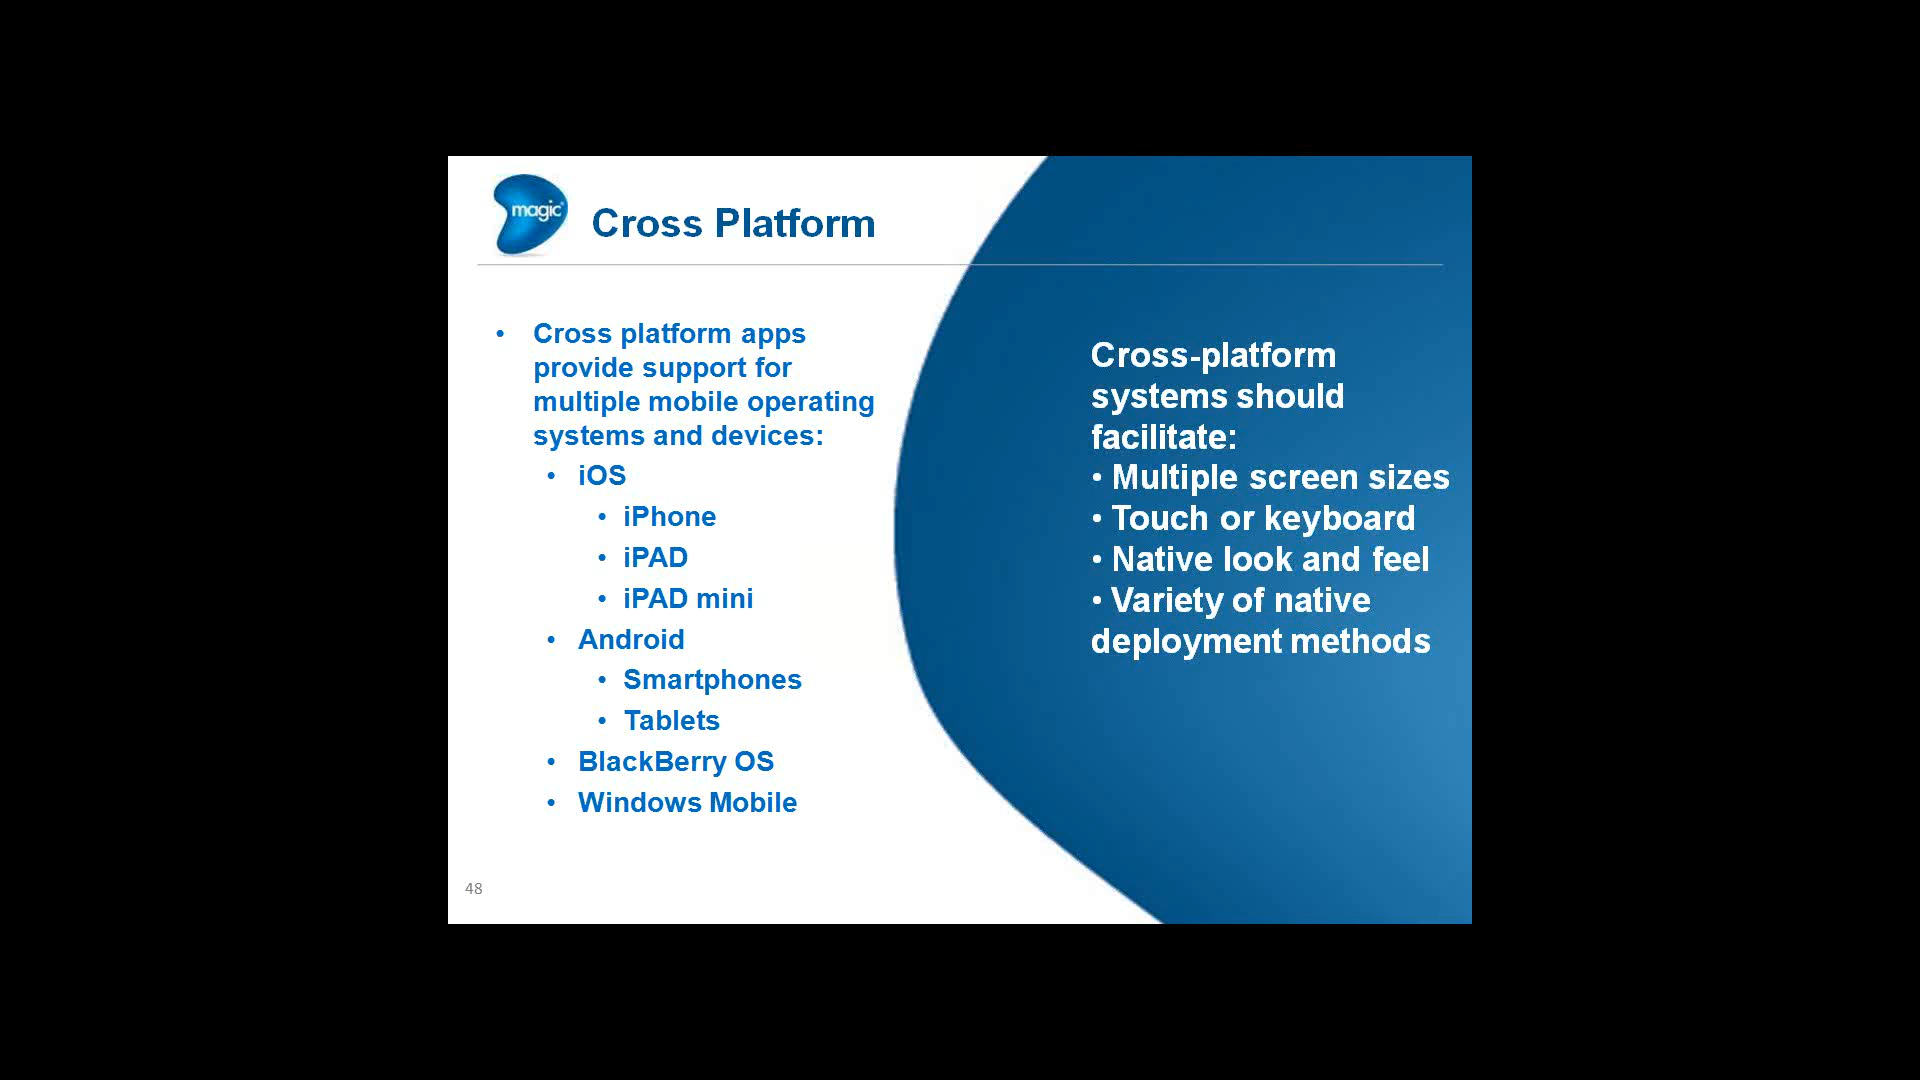 magic
Cross Platform
• Cross platform apps
provide support for
multiple mobile operating
systems and devices:
• iOS
• iPhone
• iPAD
• iPAD mini
• Android
• Smartphones
• Tablets
• BlackBerry OS
• Windows Mobile
Cross-platform
systems should
facilitate:
• Multiple screen sizes
• Touch or keyboard
• Native look and feel
• Variety of native
deployment methods
48